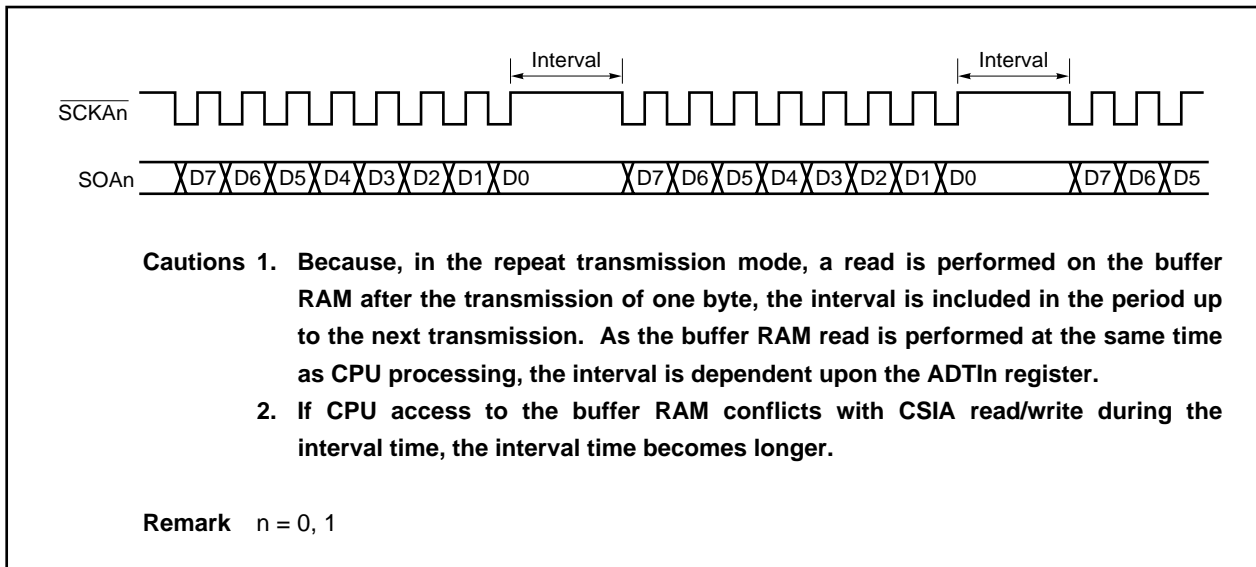 Interval Interval
SCKAn
SOAn D7 D6 D5 D4 D3 D2 D1 D0 D7 D6 D5 D4 D3 D2 D1 D0 D7 D6 D5
Cautions 1. Because, in the repeat transmission mode, a read is performed on the buffer
RAM after the transmission of one byte, the interval is included in the period up
to the next transmission. As the buffer RAM read is performed at the same time
as CPU processing, the interval is dependent upon the ADTIn register.
2. If CPU access to the buffer RAM conflicts with CSIA read/write during the
interval time, the interval time becomes longer.
Remark n = 0, 1